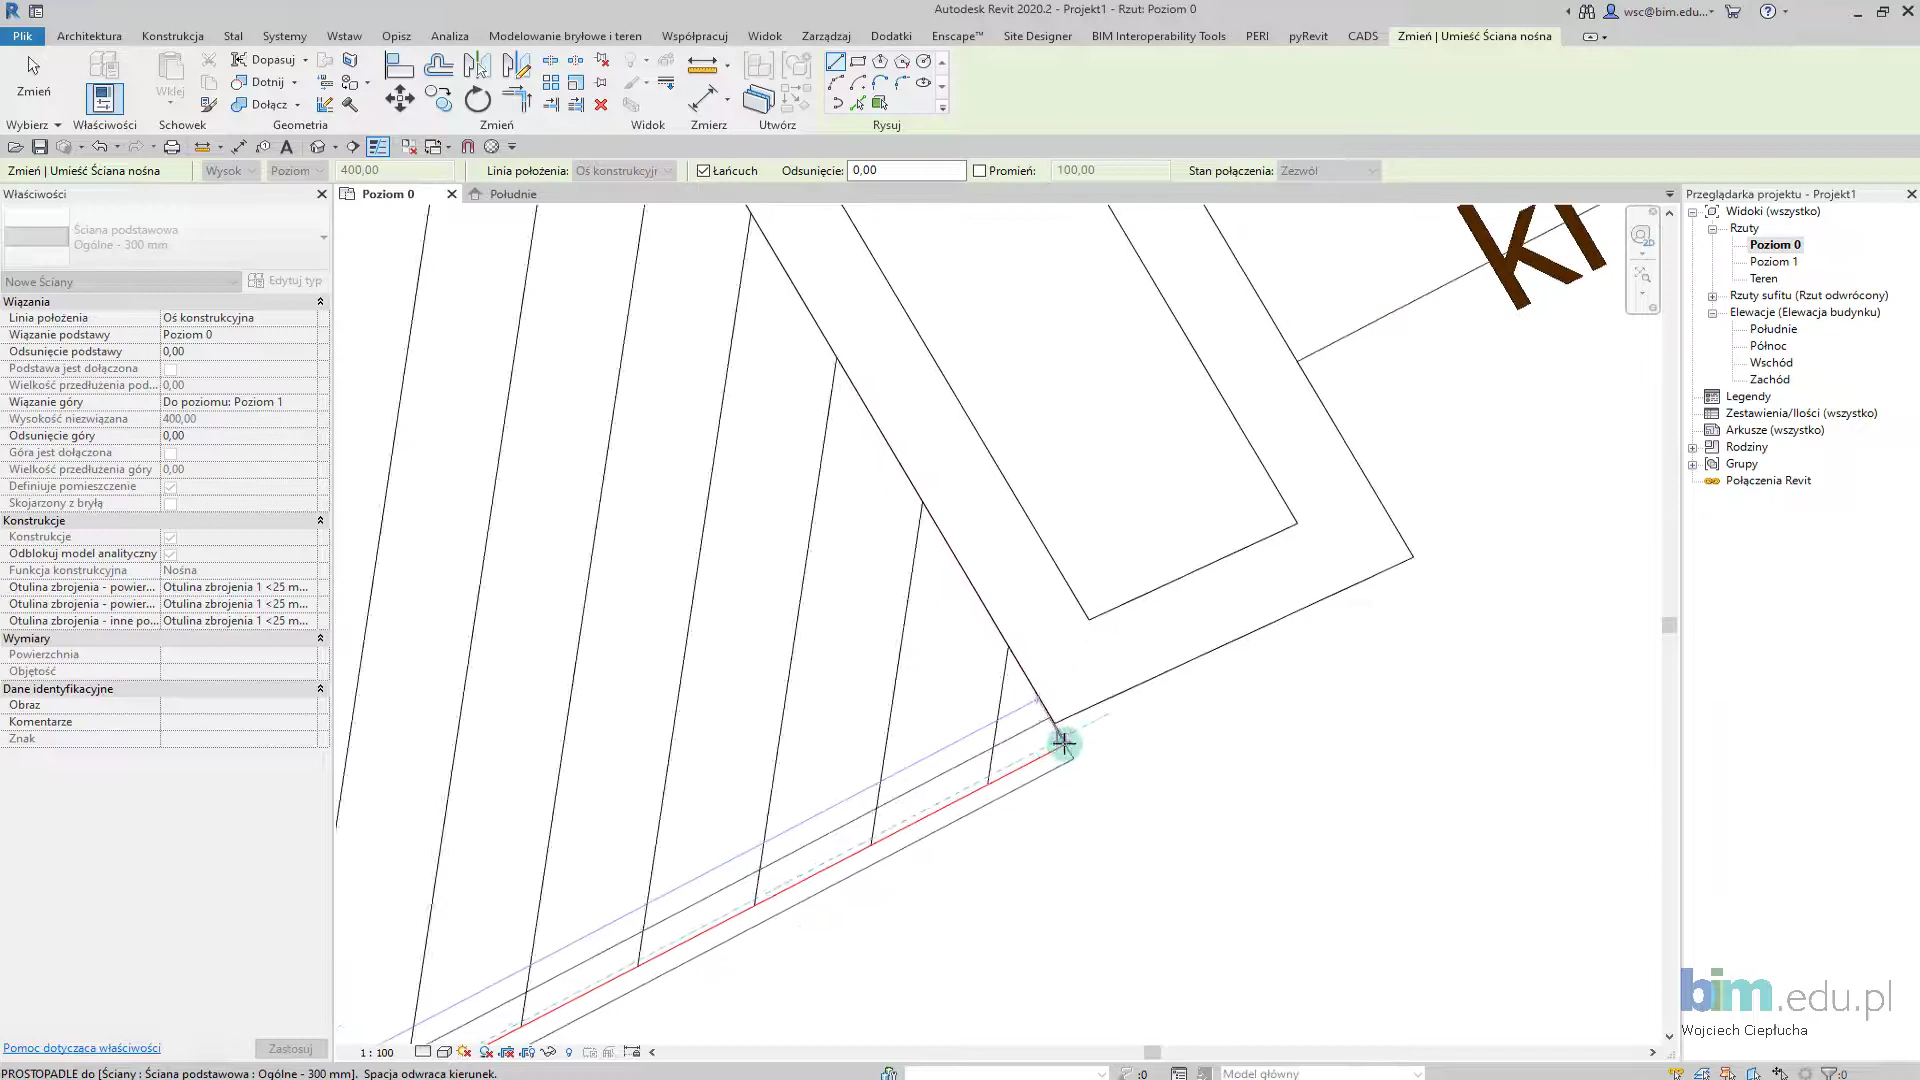 Autodesk Revit 2020.2 - Projekt1 - Rzut: Poziom 0
wsc@bim.edu...
Plik Architektura Konstrukcja Stal Systemy Wstaw Opisz Analiza Modelowanie bryłowe i teren Współpracuj Widok Zarządzaj Dodatki Enscape™ Site Designer BIM Interoperability Tools PERI pyRevit CADS Zmień | Umieść Ściana nośna
Zmień
Wklej
Dopasuj
Dotnij
Dołącz
Wybierz Właściwości Schowek Geometria Zmień Widok Zmierz Utwórz Rysuj
Zmień | Umieść Ściana nośna Wysok Poziom 400,00 Linia położenia: Oś konstrukcyjr Łańcuch Odsunięcie: 0,00 Promień: 100,00 Stan połączenia: Zezwól
Właściwości
Poziom 0
Południe
Ściana podstawowa
Ogólne - 300 mm
Nowe Ściany Edytuj typ
Wiązania
Linia położenia Oś konstrukcyjna
Wiązanie podstawy Poziom 0
Odsunięcie podstawy 0,00
Podstawa jest dołączona
Wielkość przedłużenia pod... 0,00
Wiązanie góry Do poziomu: Poziom 1
Wysokość niezwiązana 400,00
Odsunięcie góry 0,00
Góra jest dołączona
Wielkość przedłużenia góry 0,00
Definiuje pomieszczenie
Skojarzony z bryłą
Konstrukcje
Konstrukcje
Odblokuj model analityczny
Funkcja konstrukcyjna Nośna
Otulina zbrojenia - powier... Otulina zbrojenia 1 <25 m...
Otulina zbrojenia - powier... Otulina zbrojenia 1 <25 m...
Otulina zbrojenia - inne po... Otulina zbrojenia 1 <25 m...
Wymiary
Powierzchnia
Objętość
Dane identyfikacyjne
Obraz
Komentarze
Znak
Pomoc dotycząca właściwości Zastosuj
2D
Przeglądarka projektu - Projekt1
Widoki (wszystko)
Rzuty
Poziom 0
Poziom 1
Teren
Rzuty sufitu (Rzut odwrócony)
Elewacje (Elewacja budynku)
Południe
Północ
Wschód
Zachód
Legendy
Zestawienia/Ilości (wszystko)
Arkusze (wszystko)
Rodziny
Grupy
Połączenia Revit
bim.edu.pl
Wojciech Ciepłucha
1 : 100
PROSTOPADLE do [Ściany : Ściana podstawowa : Ogólne - 300 mm]. Spacja odwraca kierunek.
:0
Model główny
:0